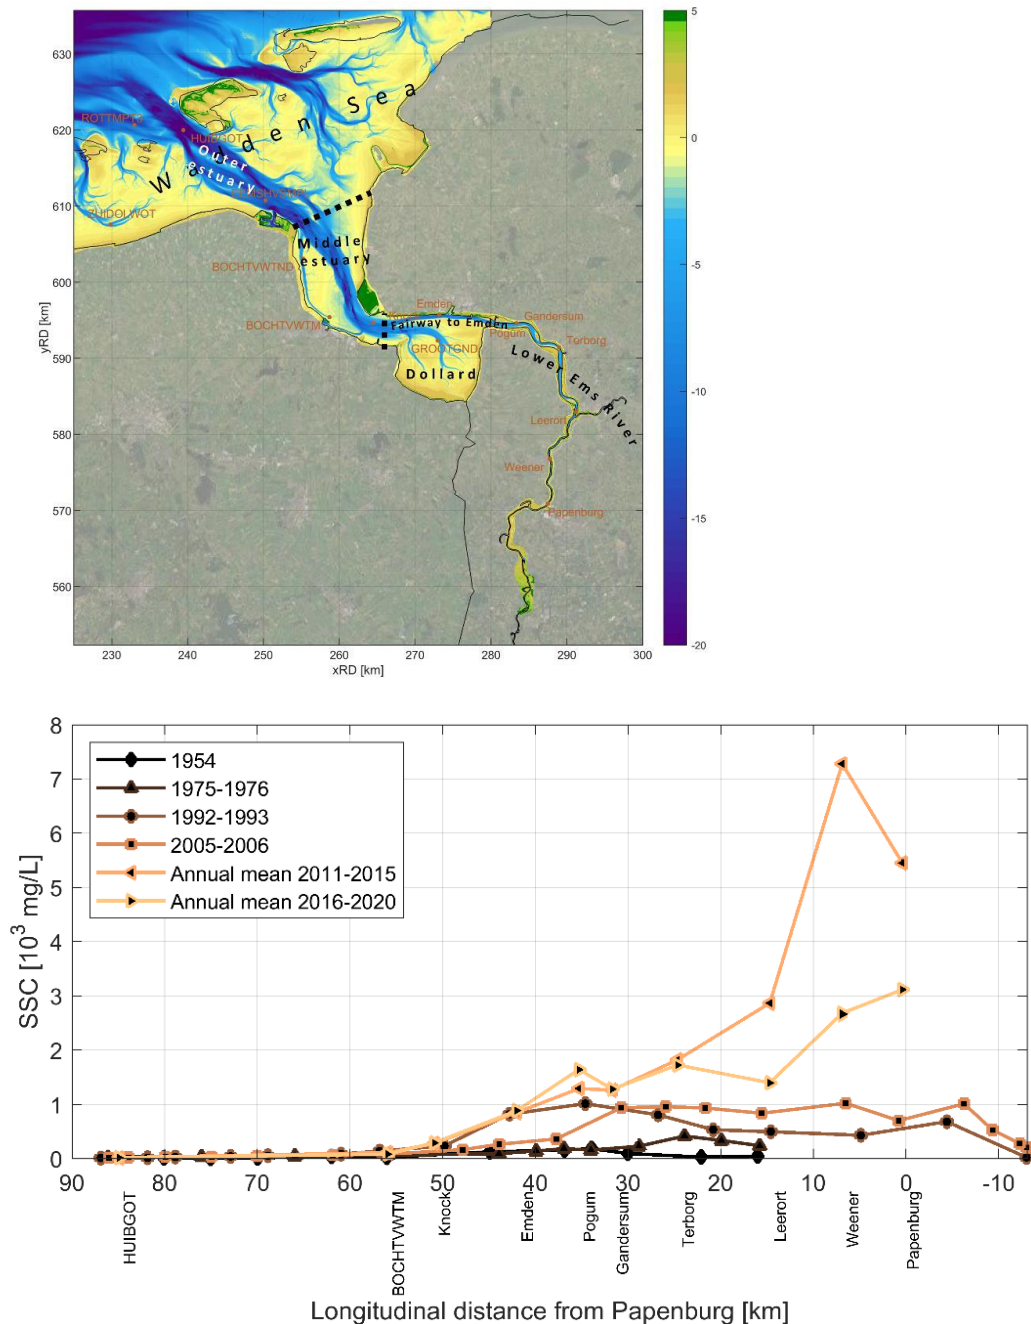 630
620
610
600
590
580
570
560
yRD [km]
230
240
250
260
270
280
290
300
xRD [km]
5
0
-5
-10
-15
-20
Wadden Sea
HUIBGOT
Outer
estuary
ZUIDOLWOT
Middle
estuary
BOCHTVWTND
BOCHTVWTM
Emden
Fairway to Emden
Gandersum
Pogum
GROOTGND
Terborg
Dollard
Lower Ems River
Leerort
Weener
Papenburg
8
7
6
5
4
3
2
1
0
SSC [10³ mg/L]
1954
1975-1976
1992-1993
2005-2006
Annual mean 2011-2015
Annual mean 2016-2020
90 80 70 60 50 40 30 20 10 0 -10
HUIBGOT
BOCHTVWTM
Knock
Emden
Pogum
Gandersum
Terborg
Leerort
Weener
Papenburg
Longitudinal distance from Papenburg [km]